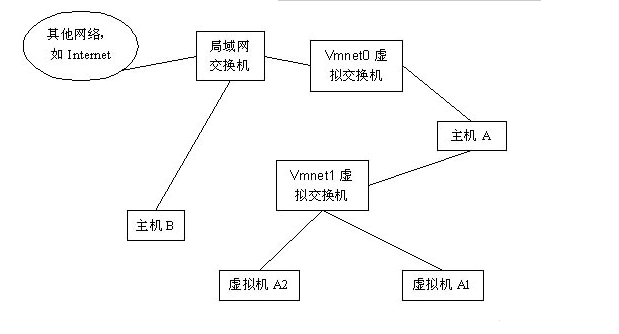 其他网络，
如 Internet
局域网
交换机
Vmnet0 虚
拟交换机
主机 A
Vmnet1 虚
拟交换机
主机 B
虚拟机 A2
虚拟机 A1